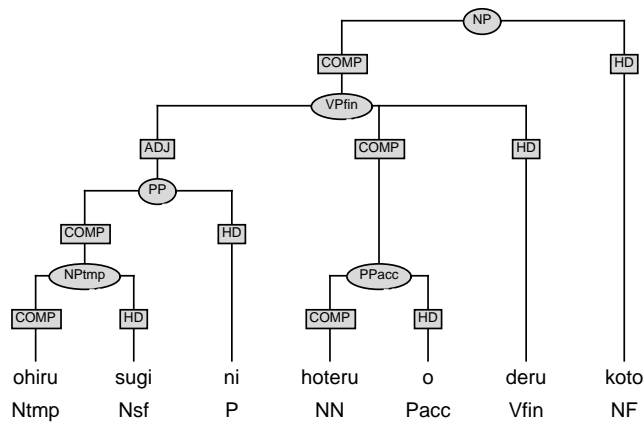 NP
COMP HD
VPfin
ADJ COMP HD
PP
COMP HD
NPtmp PPacc
COMP HD COMP HD
ohiru sugi ni hoteru o deru koto
Ntmp Nsf P NN Pacc Vfin NF